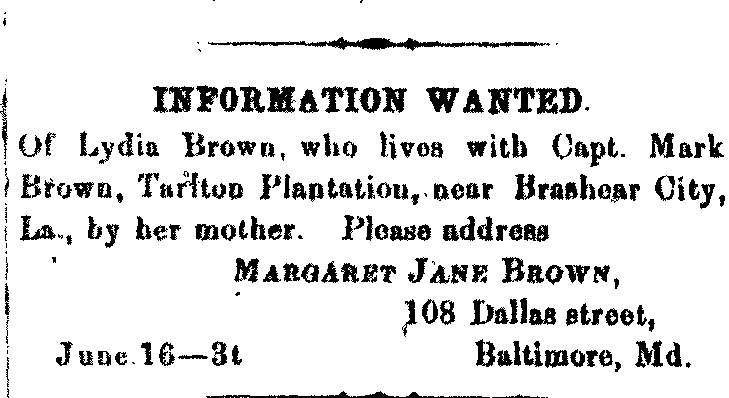 INFORMATION WANTED.
Of Lydia Brown, who lives with Capt. Mark
Brown, Tarlton Plantation, near Brashear City,
La., by her mother. Please address
MARGARET JANE BROWN,
108 Dallas street,
June 16—3t Baltimore, Md.